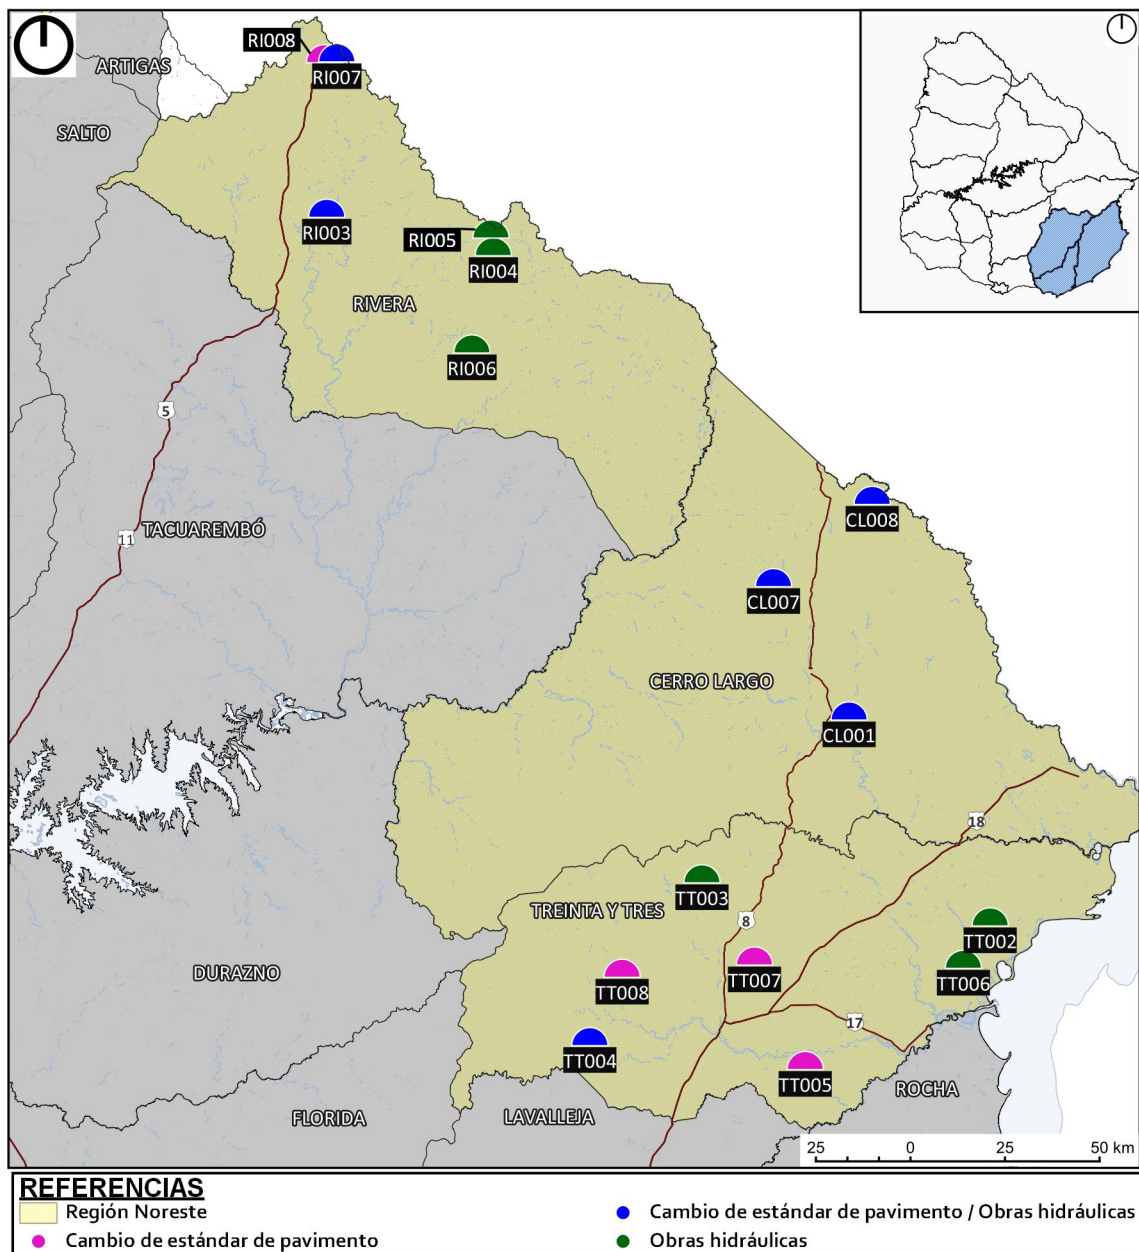 RI008
ARTIGAS
RI007
SALTO
RI003
RI005
RI004
RIVERA
RI006
5
TACUAREMBÓ
11
CL008
CL007
CERRO LARGO
CL001
18
TT003
TREINTA Y TRES
8
TT002
DURAZNO
TT008
TT007
TT006
17
TT004
TT005
ROCHA
FLORIDA
LAVALLEJA
25 0 25 50 km
REFERENCIAS
Región Noreste
Cambio de estándar de pavimento / Obras hidráulicas
Cambio de estándar de pavimento
Obras hidráulicas